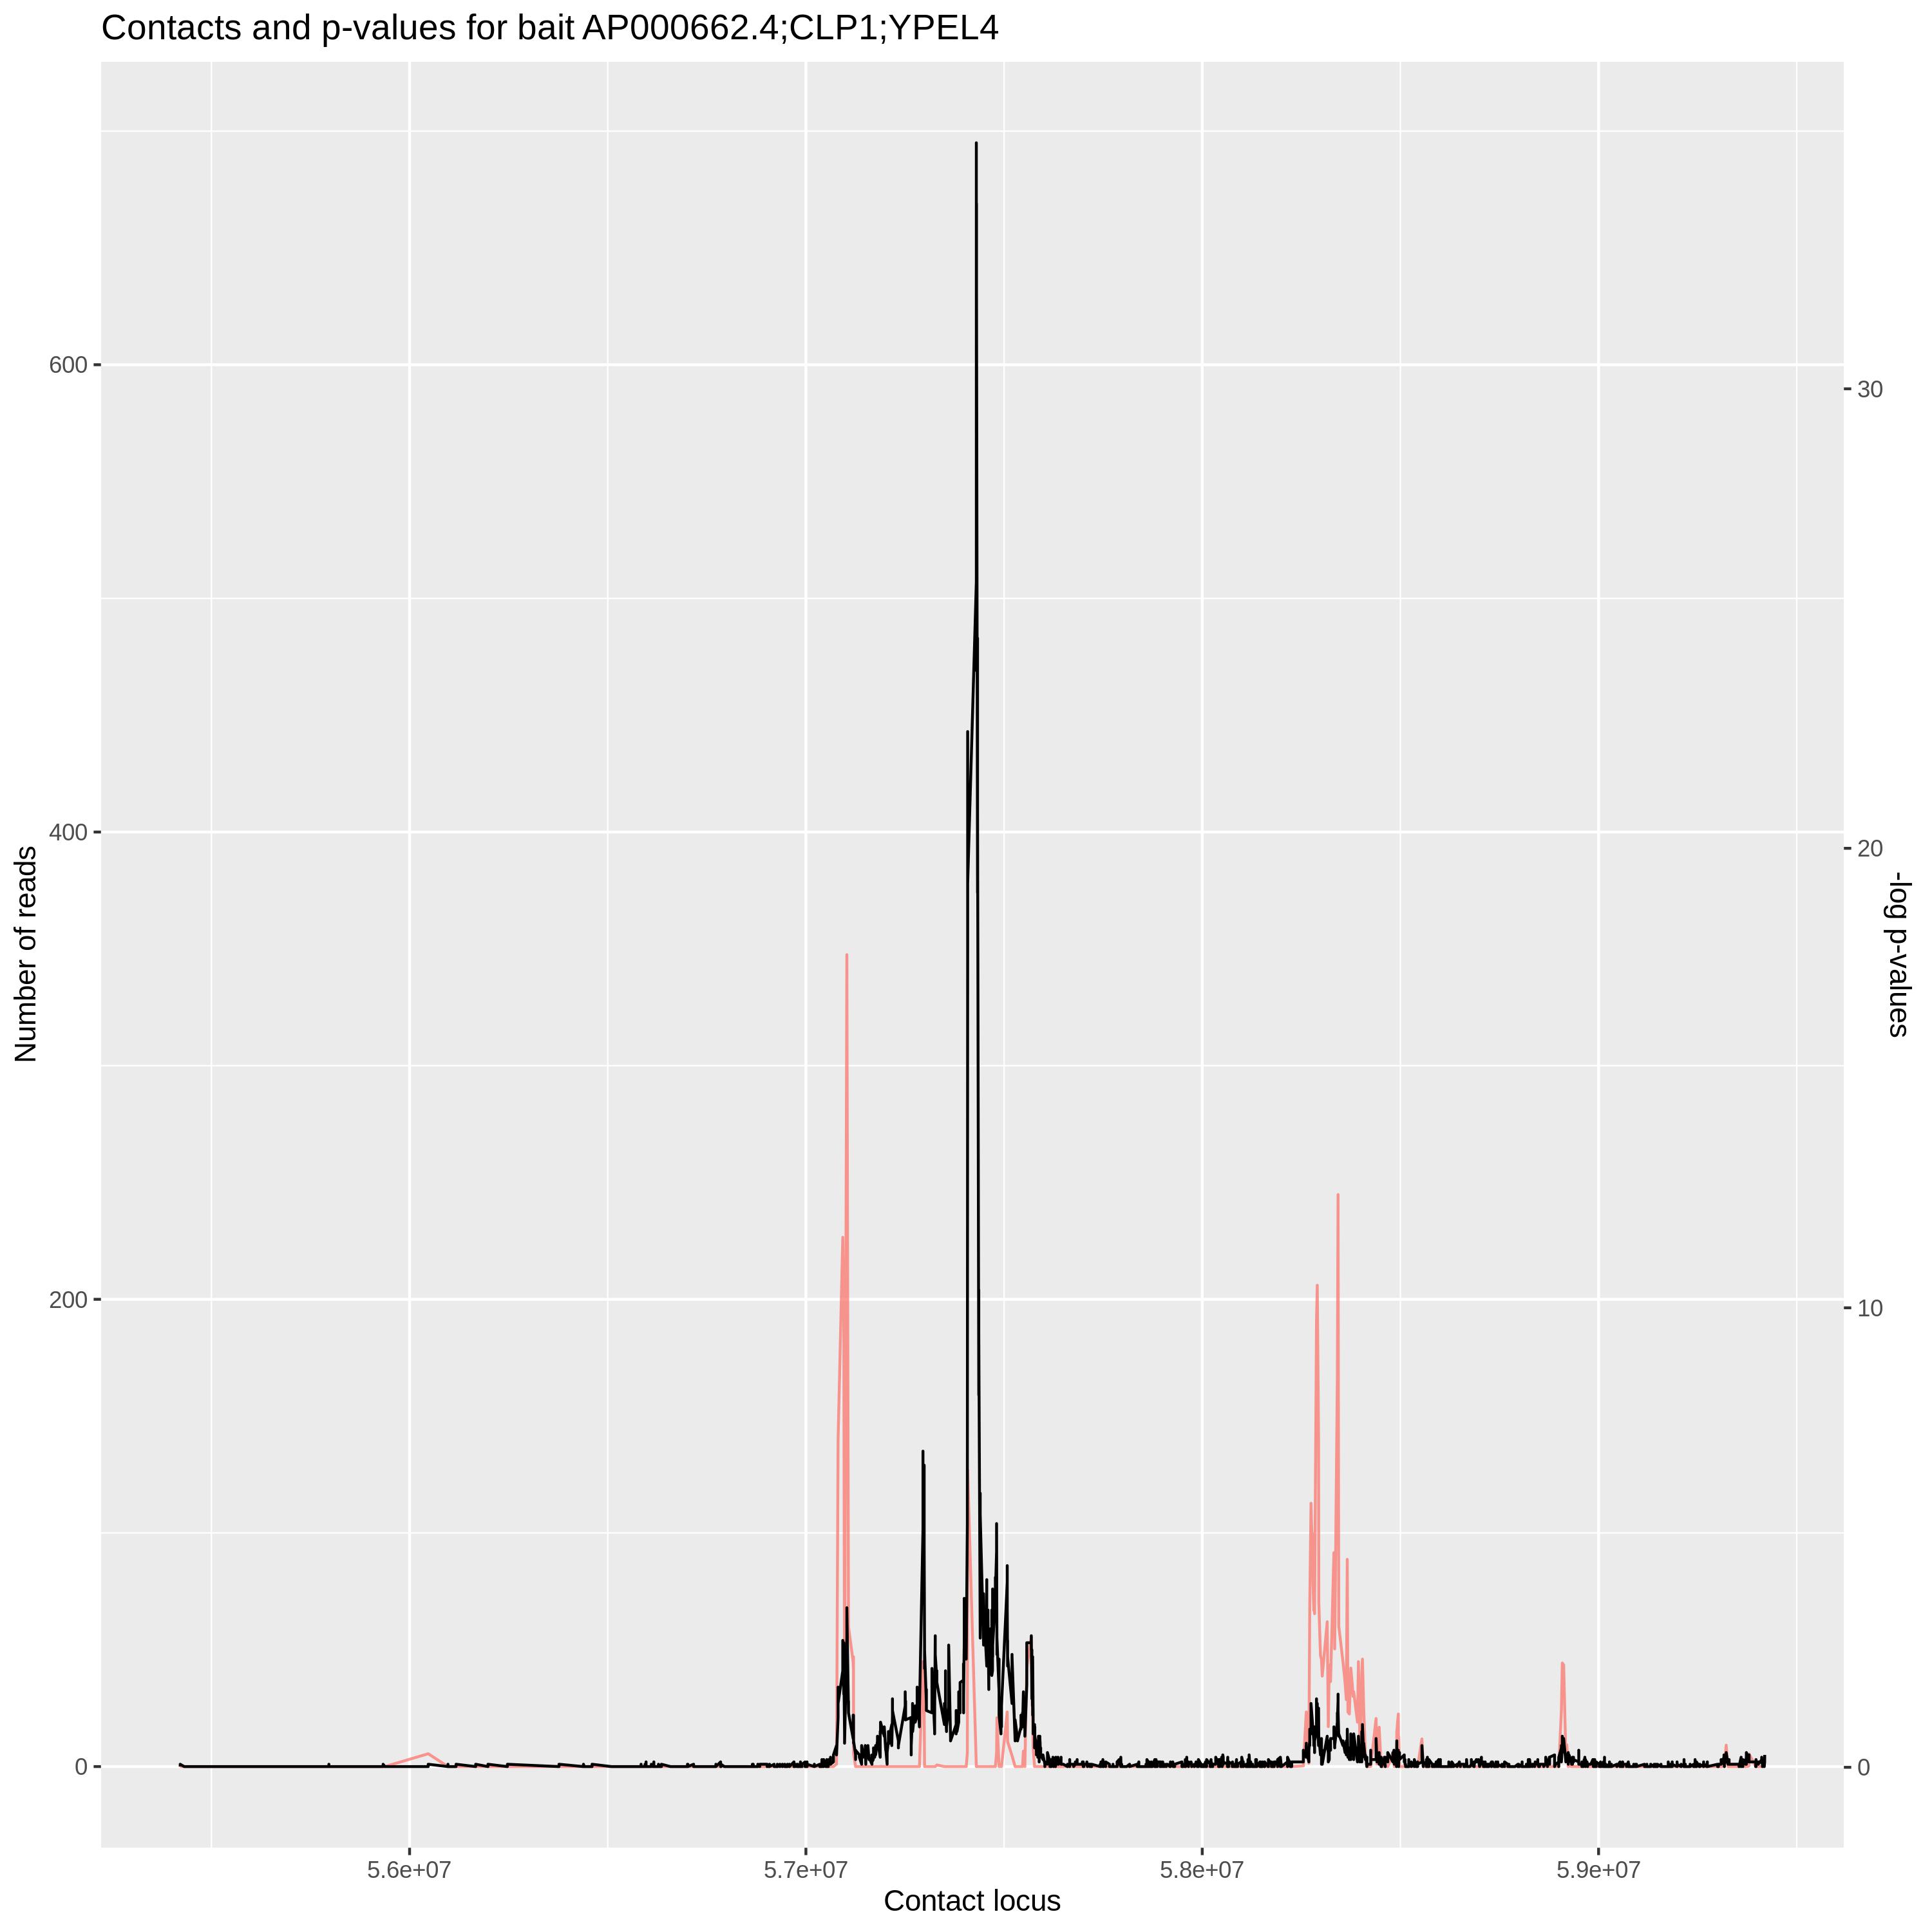 Contacts and p-values for bait AP000662.4;CLP1;YPEL4
600
400
200
0
Number of reads
30
20
10
0
-log p-values
5.6e+07
5.7e+07
5.8e+07
5.9e+07
Contact locus